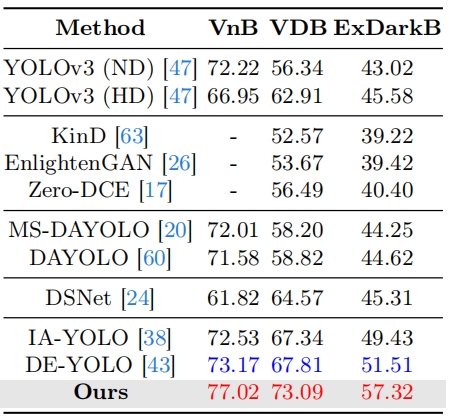 Method VnB VDB ExDarkB
YOLOv3 (ND) [47] 72.22 56.34 43.02
YOLOv3 (HD) [47] 66.95 62.91 45.58
KinD [63] - 52.57 39.22
EnlightenGAN [26] - 53.67 39.42
Zero-DCE [17] - 56.49 40.40
MS-DAYOLO [20] 72.01 58.20 44.25
DAYOLO [60] 71.58 58.82 44.62
DSNet [24] 61.82 64.57 45.31
IA-YOLO [38] 72.53 67.34 49.43
DE-YOLO [43] 73.17 67.81 51.51
Ours 77.02 73.09 57.32